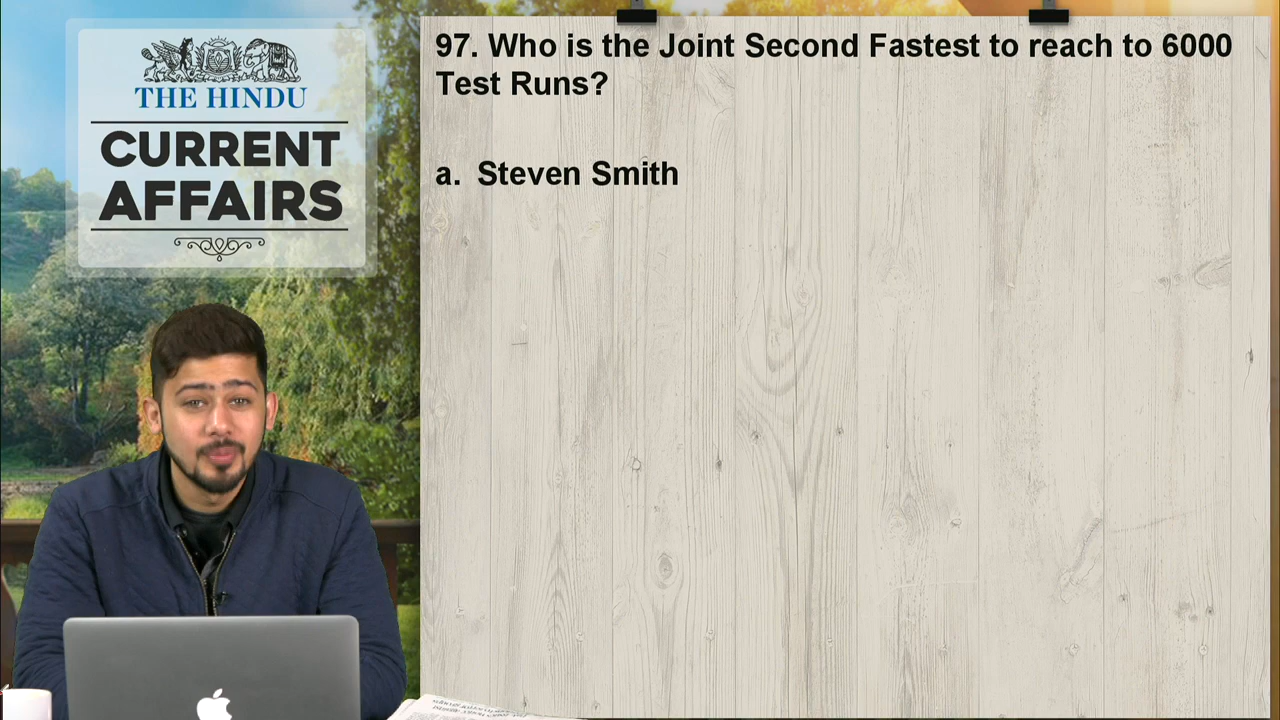 THE HINDU
CURRENT
AFFAIRS
97. Who is the Joint Second Fastest to reach to 6000
Test Runs?
a. Steven Smith